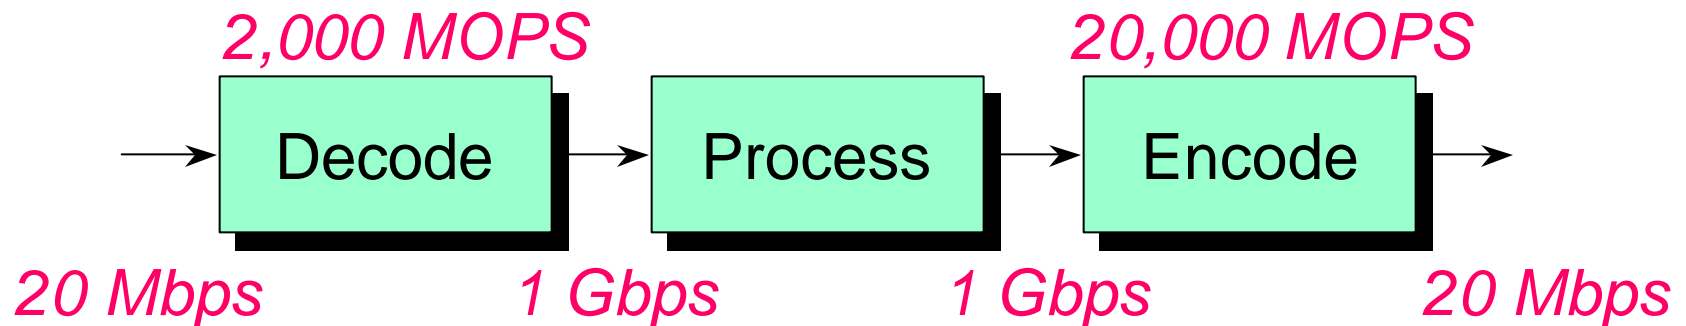 2,000 MOPS
20,000 MOPS
Decode
Process
Encode
20 Mbps
1 Gbps
1 Gbps
20 Mbps